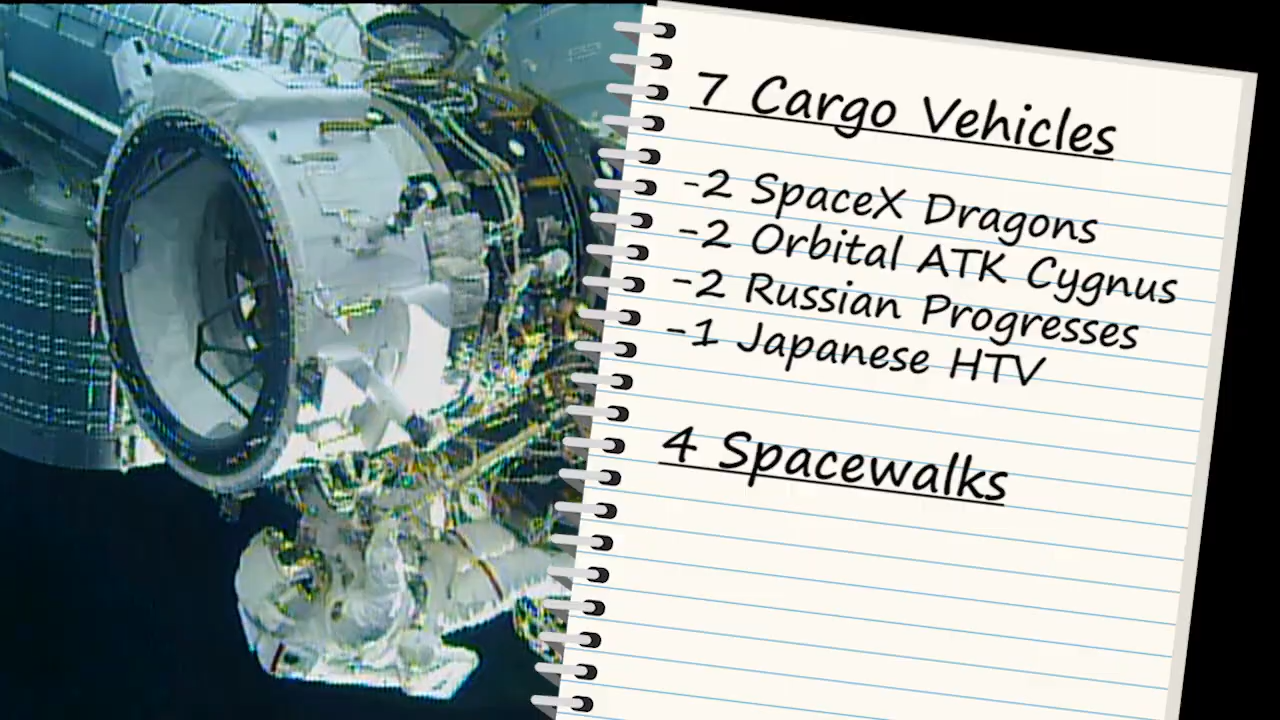 7 Cargo Vehicles
-2 SpaceX Dragons
-2 Orbital ATK Cygnus
-2 Russian Progresses
-1 Japanese HTV
4 Spacewalks